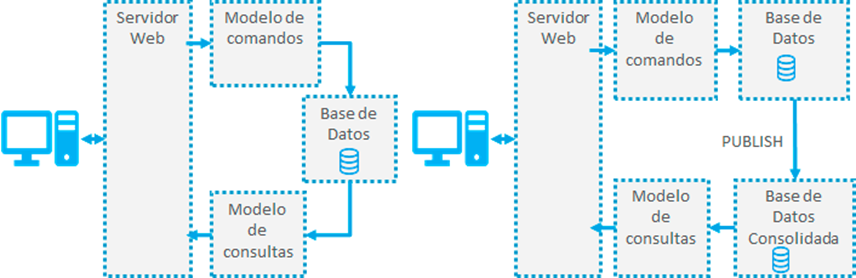 Servidor
Web
Modelo de
comandos
Base de
Datos
Modelo
de
consultas
Servidor
Web
Modelo
de
comandos
Base de
Datos
PUBLISH
Modelo
de
consultas
Base de
Datos
Consolidada